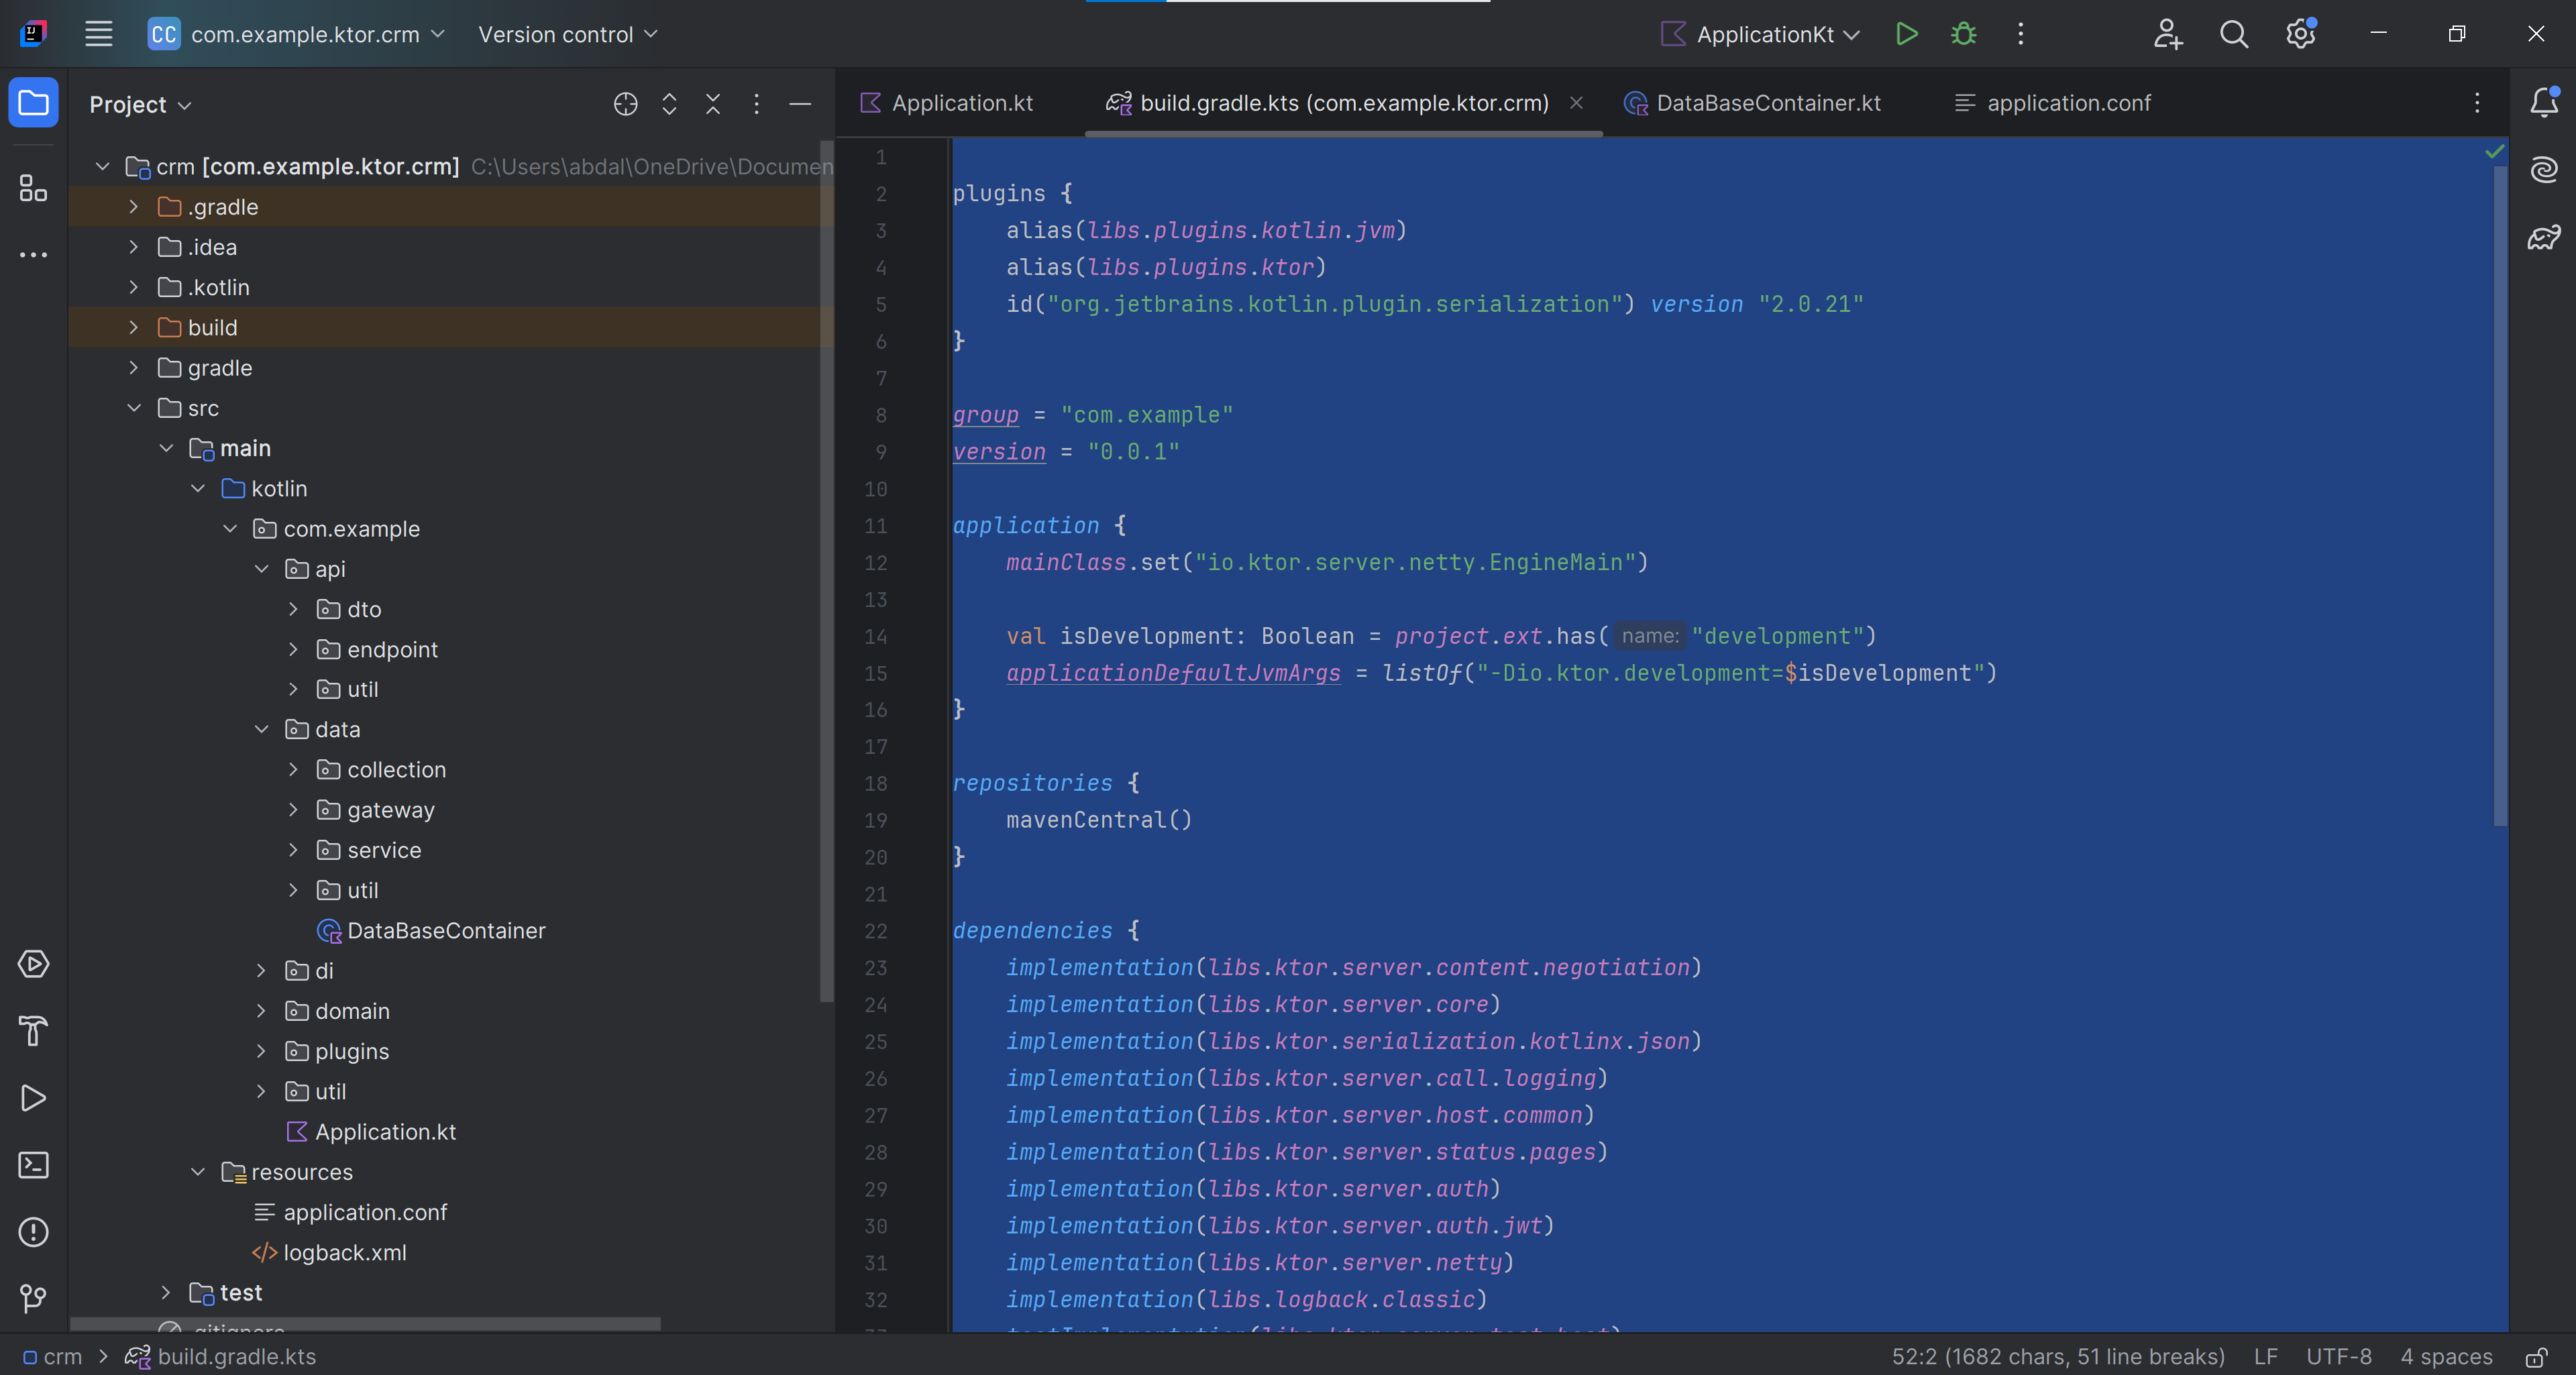 CC com.example.ktor.crm Version control
ApplicationKt
Project
crm [com.example.ktor.crm] C:\Users\abdal\OneDrive\Documen
.gradle
.idea
.kotlin
build
gradle
src
main
kotlin
com.example
api
dto
endpoint
util
data
collection
gateway
service
util
DataBaseContainer
di
domain
plugins
util
Application.kt
resources
application.conf
logback.xml
test
.gitignore
Application.kt build.gradle.kts (com.example.ktor.crm) DataBaseContainer.kt application.conf
1
2 plugins {
3 alias(libs.plugins.kotlin.jvm)
4 alias(libs.plugins.ktor)
5 id("org.jetbrains.kotlin.plugin.serialization") version "2.0.21"
6 }
7
8 group = "com.example"
9 version = "0.0.1"
10
11 application {
12 mainClass.set("io.ktor.server.netty.EngineMain")
13
14 val isDevelopment: Boolean = project.ext.has( name: "development")
15 applicationDefaultJvmArgs = listOf("-Dio.ktor.development=$isDevelopment")
16 }
17
18 repositories {
19 mavenCentral()
20 }
21
22 dependencies {
23 implementation(libs.ktor.server.content.negotiation)
24 implementation(libs.ktor.server.core)
25 implementation(libs.ktor.serialization.kotlinx.json)
26 implementation(libs.ktor.server.call.logging)
27 implementation(libs.ktor.server.host.common)
28 implementation(libs.ktor.server.status.pages)
29 implementation(libs.ktor.server.auth)
30 implementation(libs.ktor.server.auth.jwt)
31 implementation(libs.ktor.server.netty)
32 implementation(libs.logback.classic)
33 testImplementation(libs.ktor.server.test.host)
crm > build.gradle.kts
52:2 (1682 chars, 51 line breaks) LF UTF-8 4 spaces